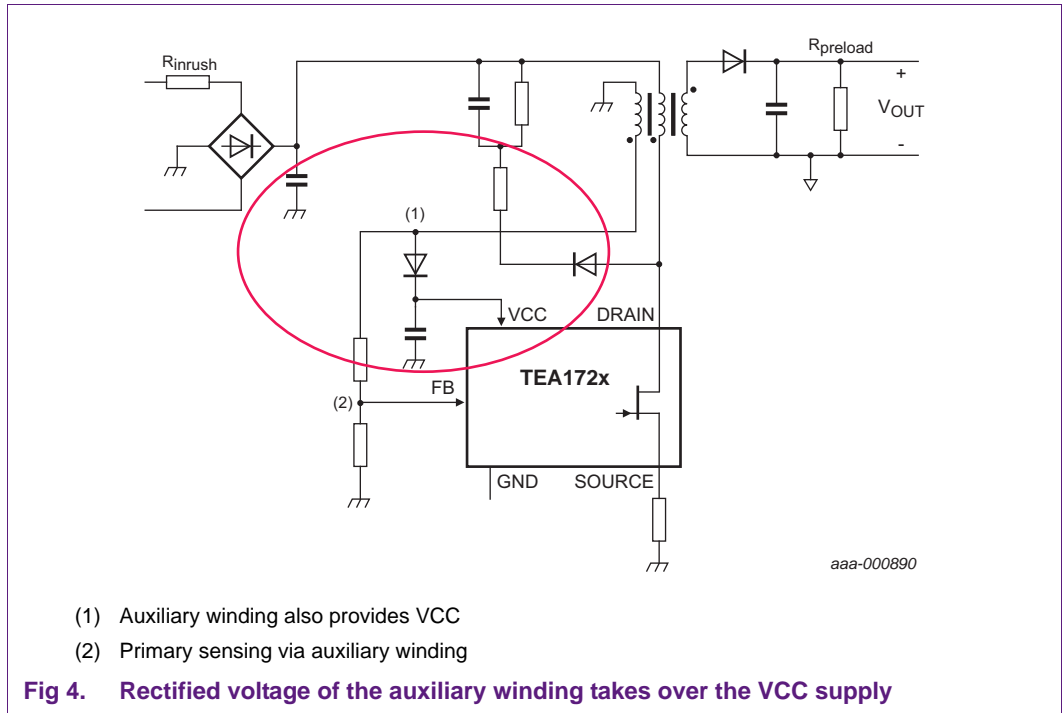 Rinrush
Rpreload
+
VOUT
-
(1)
VCC
DRAIN
TEA172x
(2)
FB
GND
SOURCE
aaa-000890
(1) Auxiliary winding also provides VCC
(2) Primary sensing via auxiliary winding
Fig 4. Rectified voltage of the auxiliary winding takes over the VCC supply